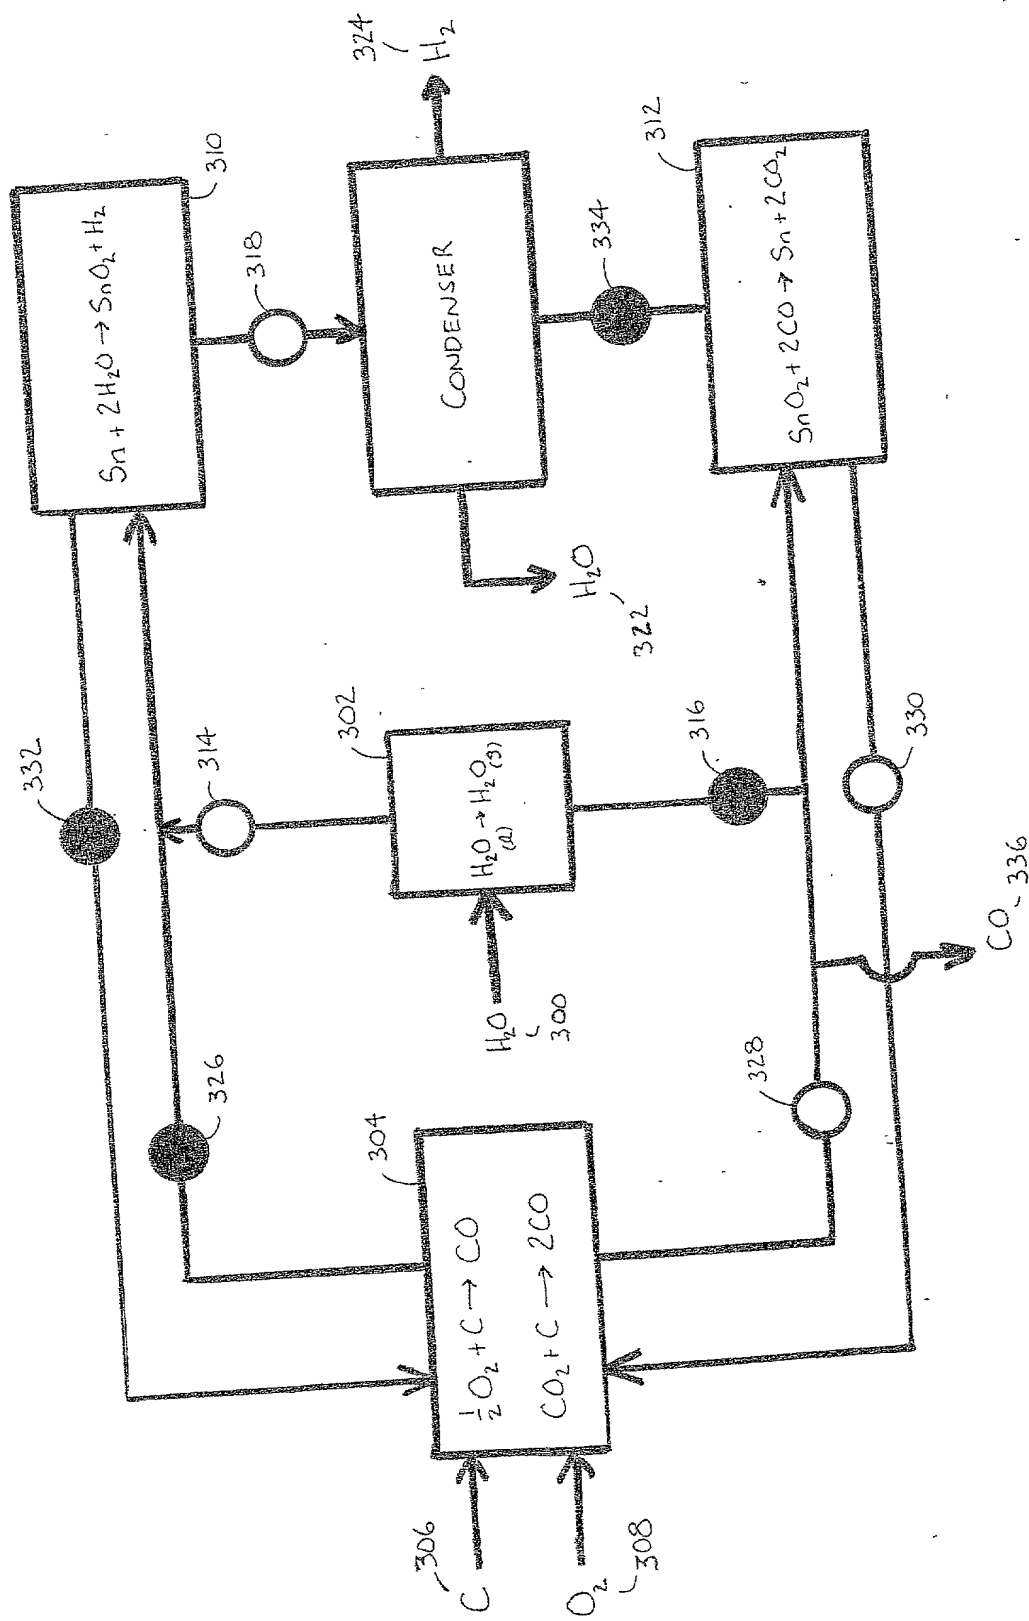 324
H₂
310
Sn + 2H₂O → SnO₂ + H₂
318
CONDENSER
334
312
SnO₂ + 2CO → Sn + 2CO₂
H₂O
322
332
314
302
H₂O → H₂O(g)
(l)
316
330
H₂O
300
CO
336
326
304
328
½O₂ + C → CO
CO₂ + C → 2CO
C
306
O₂
308